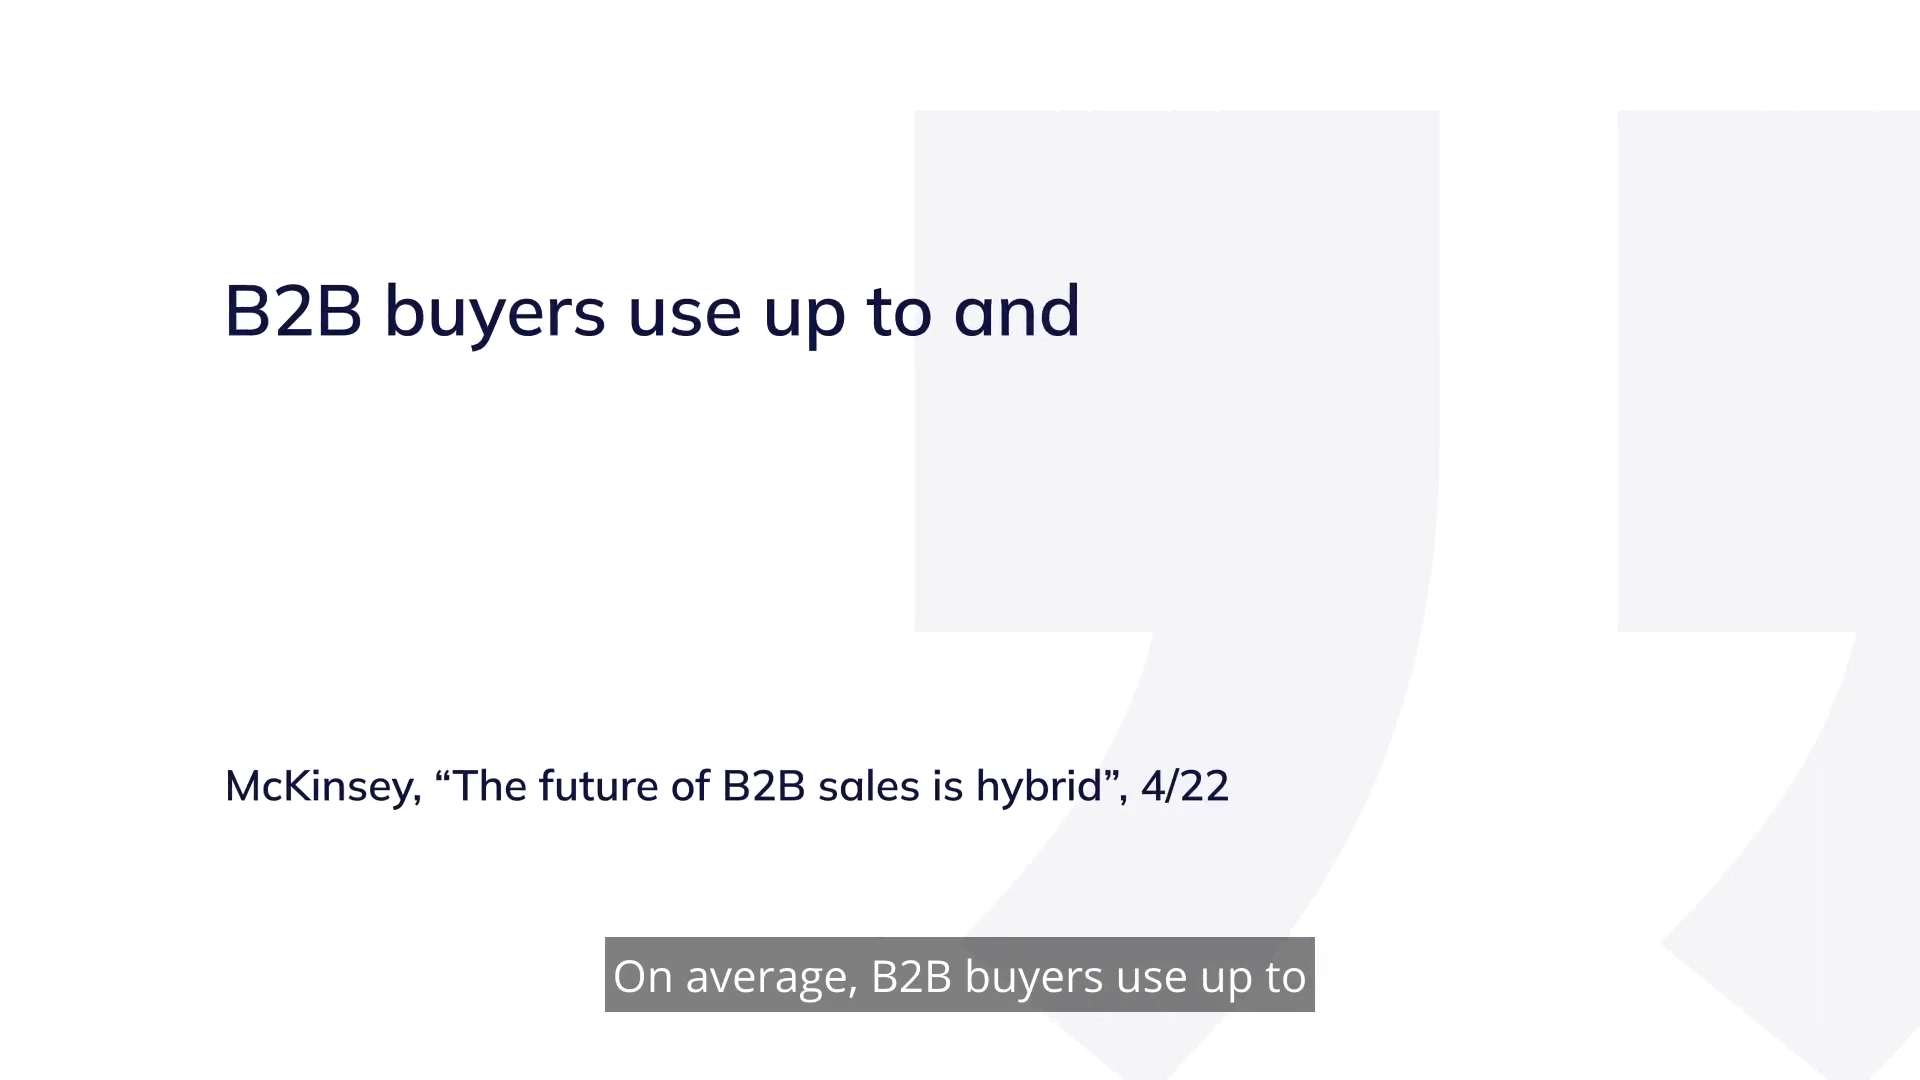 B2B buyers use up to and
McKinsey, “The future of B2B sales is hybrid”, 4/22
On average, B2B buyers use up to